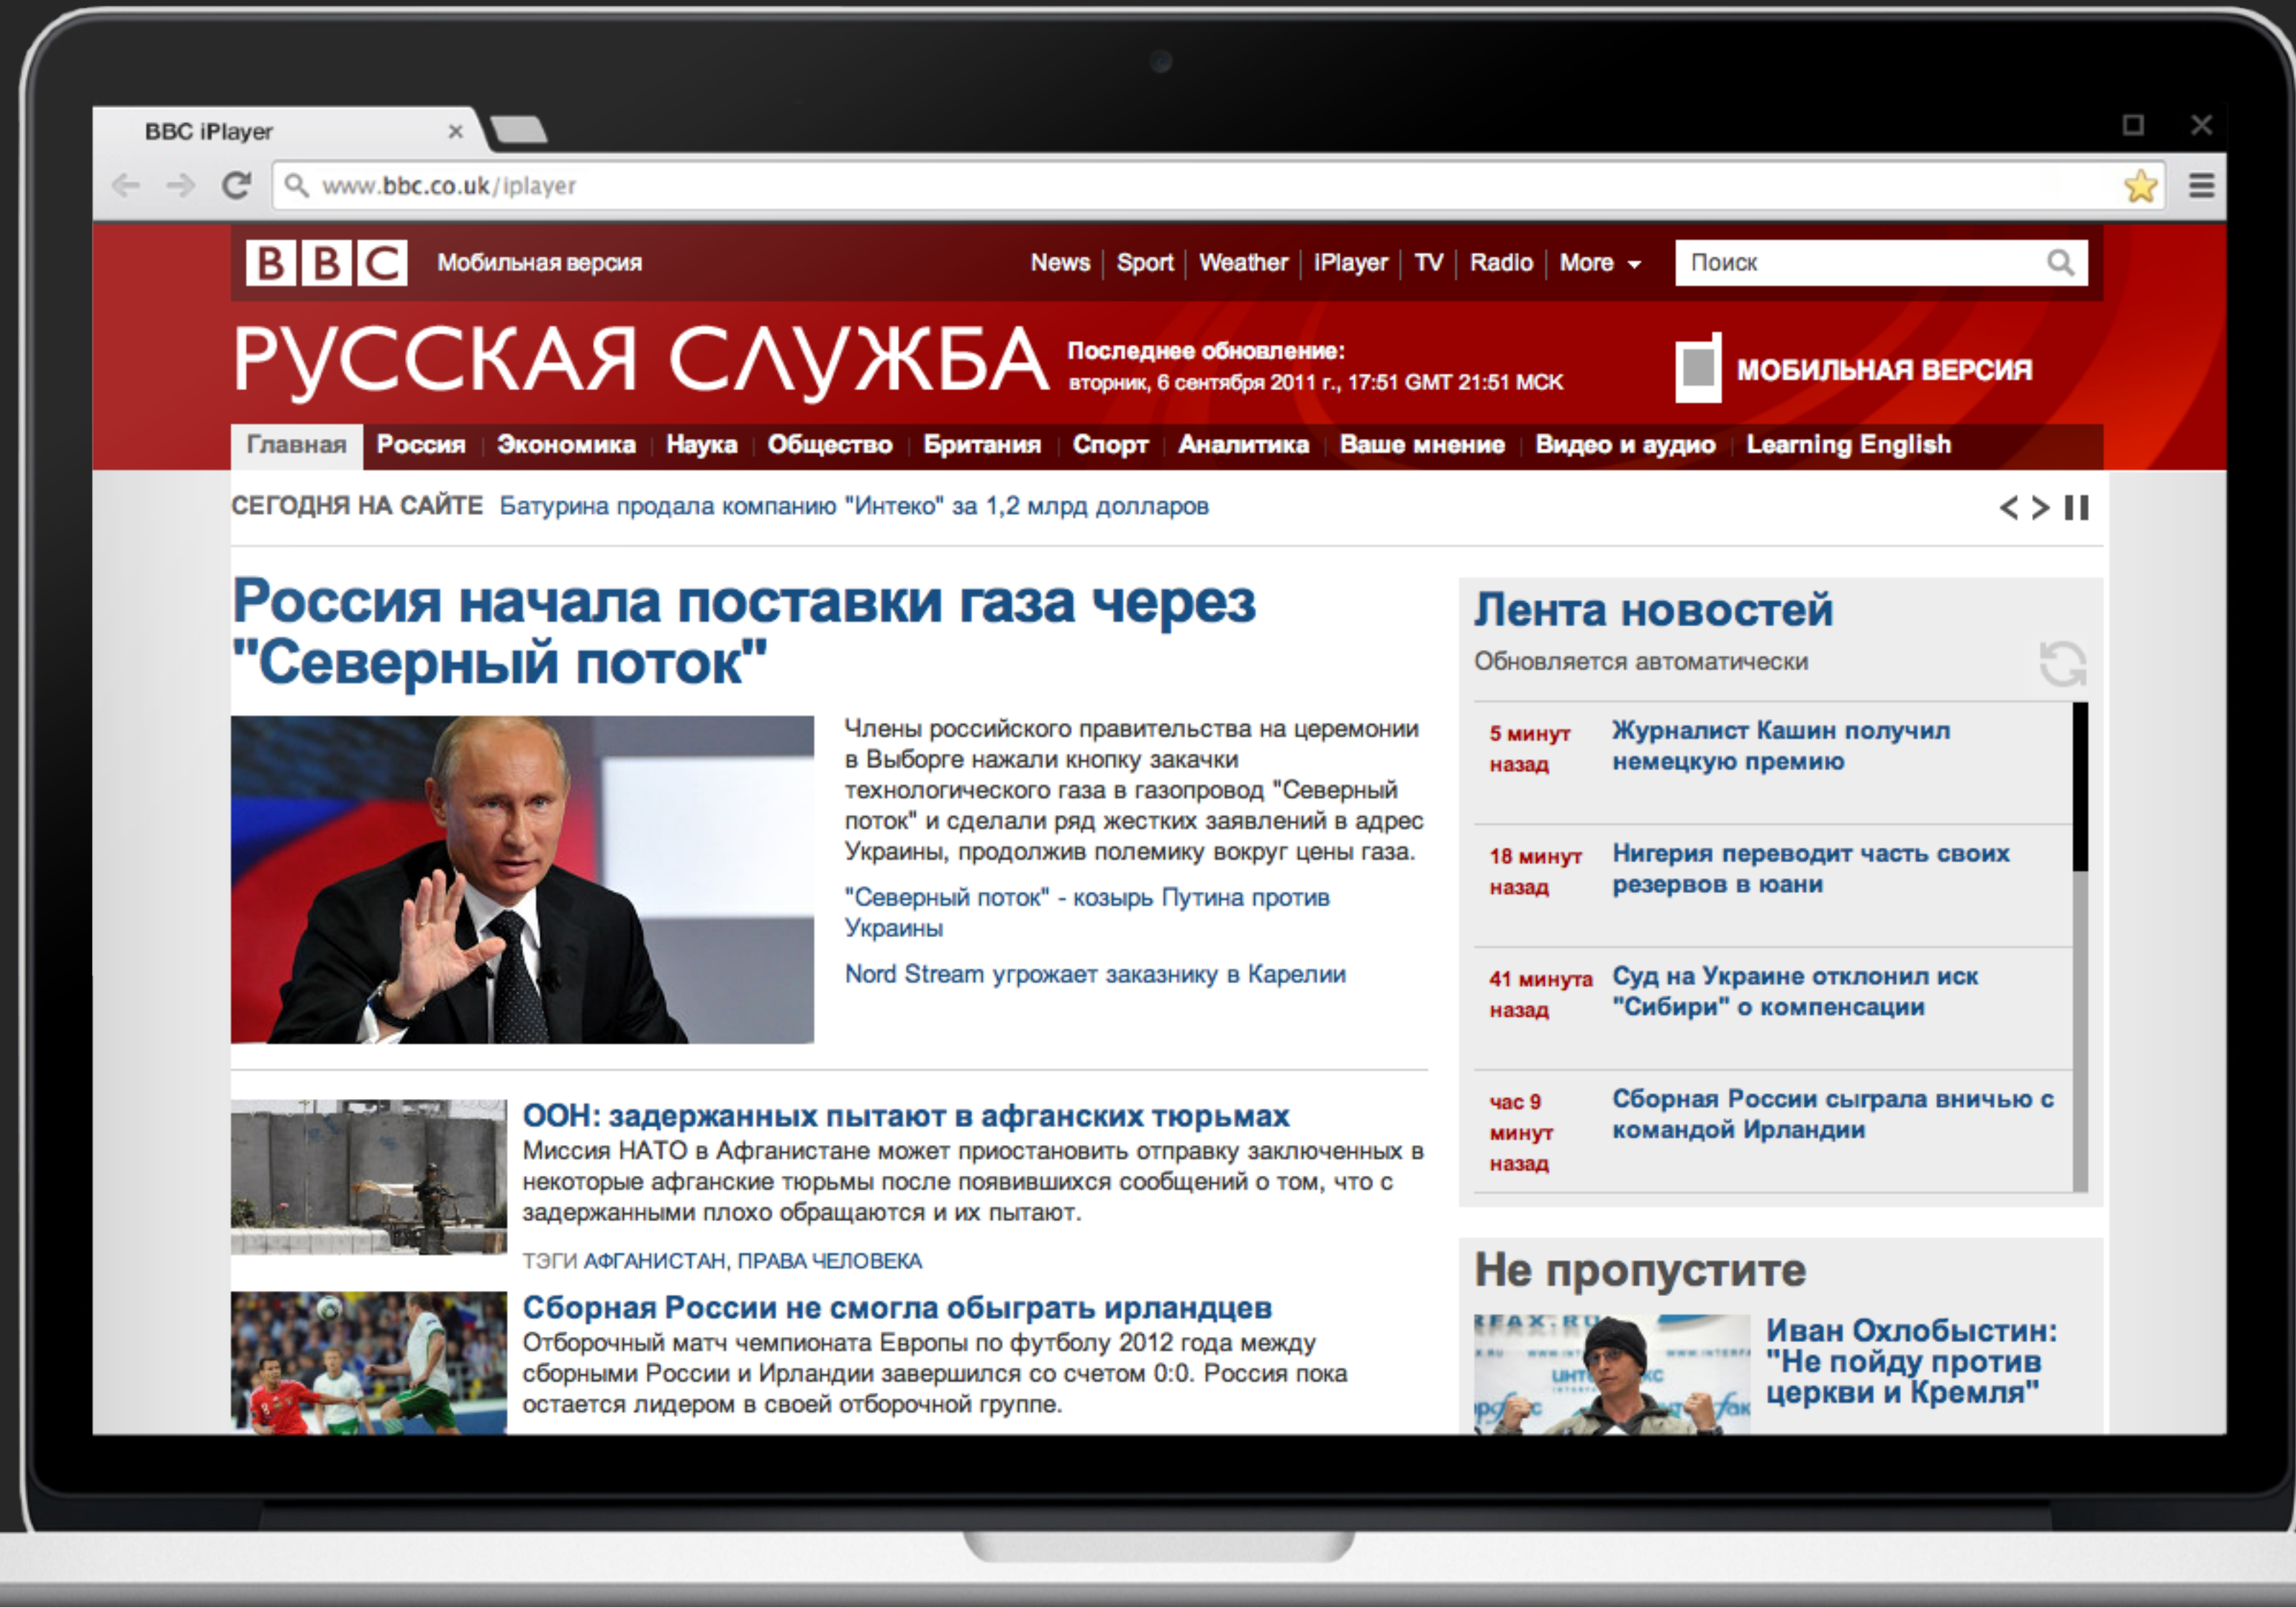 BBC iPlayer
www.bbc.co.uk/iplayer
BBC
Мобильная версия
News Sport Weather iPlayer TV Radio More
Поиск
РУССКАЯ СЛУЖБА
Последнее обновление:
вторник, 6 сентября 2011 г., 17:51 GMT 21:51 МСК
МОБИЛЬНАЯ ВЕРСИЯ
Главная Россия Экономика Наука Общество Британия Спорт Аналитика Ваше мнение Видео и аудио Learning English
СЕГОДНЯ НА САЙТЕ Батурина продала компанию "Интеко" за 1,2 млрд долларов
Россия начала поставки газа через
"Северный поток"
Члены российского правительства на церемонии
в Выборге нажали кнопку закачки
технологического газа в газопровод "Северный
поток" и сделали ряд жестких заявлений в адрес
Украины, продолжив полемику вокруг цены газа.
"Северный поток" - козырь Путина против
Украины
Nord Stream угрожает заказнику в Карелии
ООН: задержанных пытают в афганских тюрьмах
Миссия НАТО в Афганистане может приостановить отправку заключенных в
некоторые афганские тюрьмы после появившихся сообщений о том, что с
задержанными плохо обращаются и их пытают.
ТЭГИ АФГАНИСТАН, ПРАВА ЧЕЛОВЕКА
Сборная России не смогла обыграть ирландцев
Отборочный матч чемпионата Европы по футболу 2012 года между
сборными России и Ирландии завершился со счетом 0:0. Россия пока
остается лидером в своей отборочной группе.
Лента новостей
Обновляется автоматически
5 минут
назад
Журналист Кашин получил
немецкую премию
18 минут
назад
Нигерия переводит часть своих
резервов в юани
41 минута
назад
Суд на Украине отклонил иск
"Сибири" о компенсации
час 9
минут
назад
Сборная России сыграла вничью с
командой Ирландии
Не пропустите
Иван Охлобыстин:
"Не пойду против
церкви и Кремля"